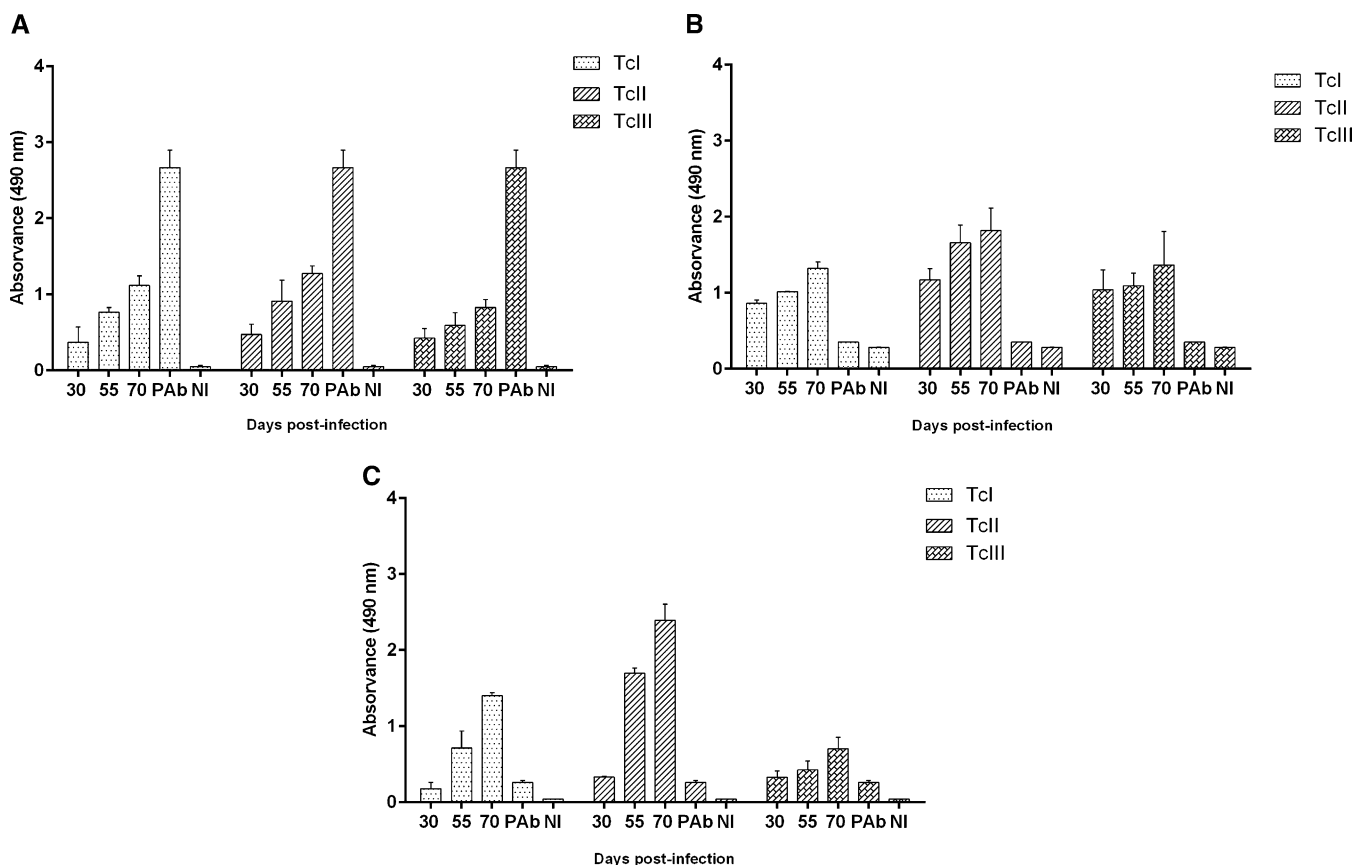 A
4
3
2
1
0
Absorvance (490 nm)
TcI
TcII
TcIII
30 55 70 PAb NI 30 55 70 PAb NI 30 55 70 PAb NI
Days post-infection
B
4
3
2
1
0
Absorvance (490 nm)
TcI
TcII
TcIII
30 55 70 PAb NI 30 55 70 PAb NI 30 55 70 PAb NI
Days post-infection
C
4
3
2
1
0
Absorvance (490 nm)
TcI
TcII
TcIII
30 55 70 PAb NI 30 55 70 PAb NI 30 55 70 PAb NI
Days post-infection